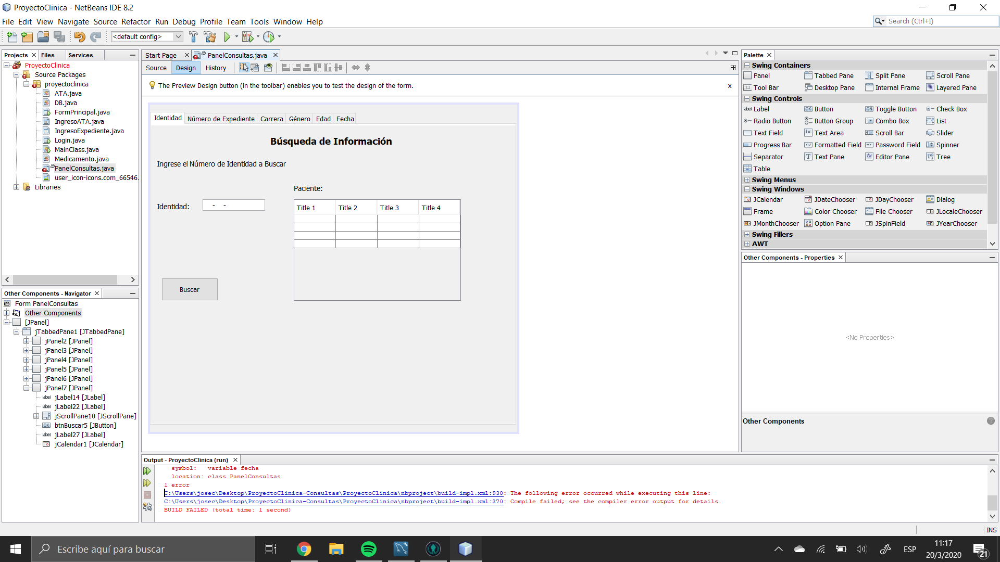 ProyectoClinica - NetBeans IDE 8.2
File Edit View Navigate Source Refactor Run Debug Profile Team Tools Window Help
Search (Ctrl+I)
<default config>
Projects Files Services
ProyectoClinica
Source Packages
proyectoclinica
ATA.java
DB.java
FormPrincipal.java
IngresoATA.java
IngresoExpediente.java
Login.java
MainClass.java
Medicamento.java
PanelConsultas.java
user_icon-icons.com_66546.
Libraries
Other Components - Navigator
Form PanelConsultas
Other Components
[JPanel]
jTabbedPane1 [JTabbedPane]
jPanel2 [JPanel]
jPanel3 [JPanel]
jPanel4 [JPanel]
jPanel5 [JPanel]
jPanel6 [JPanel]
jPanel7 [JPanel]
jLabel14 [JLabel]
jLabel22 [JLabel]
jScrollPane10 [JScrollPane]
btnBuscar5 [JButton]
jLabel27 [JLabel]
jCalendar1 [JCalendar]
Start Page PanelConsultas.java
Source Design History
The Preview Design button (in the toolbar) enables you to test the design of the form.
x
Identidad Número de Expediente Carrera Género Edad Fecha
Búsqueda de Información
Ingrese el Número de Identidad a Buscar
Paciente:
Identidad: - -
Title 1 Title 2 Title 3 Title 4
Buscar
Palette
Swing Containers
Panel Tabbed Pane Split Pane Scroll Pane
Tool Bar Desktop Pane Internal Frame Layered Pane
Swing Controls
Label Button Toggle Button Check Box
Radio Button Button Group Combo Box List
Text Field Text Area Scroll Bar Slider
Progress Bar Formatted Field Password Field Spinner
Separator Text Pane Editor Pane Tree
Table
Swing Menus
Swing Windows
JCalendar JDateChooser JDayChooser Dialog
Frame Color Chooser File Chooser JLocaleChooser
JMonthChooser Option Pane JSpinField JYearChooser
Swing Fillers
AWT
Other Components - Properties
<No Properties>
Other Components
Output - ProyectoClinica (run)
symbol: variable fecha
location: class PanelConsultas
1 error
C:\Users\josec\Desktop\ProyectoClinica-Consultas\ProyectoClinica\nbproject\build-impl.xml:930: The following error occurred while executing this line:
C:\Users\josec\Desktop\ProyectoClinica-Consultas\ProyectoClinica\nbproject\build-impl.xml:270: Compile failed; see the compiler error output for details.
BUILD FAILED (total time: 1 second)
INS
Escribe aquí para buscar
ESP
11:17
20/3/2020
21